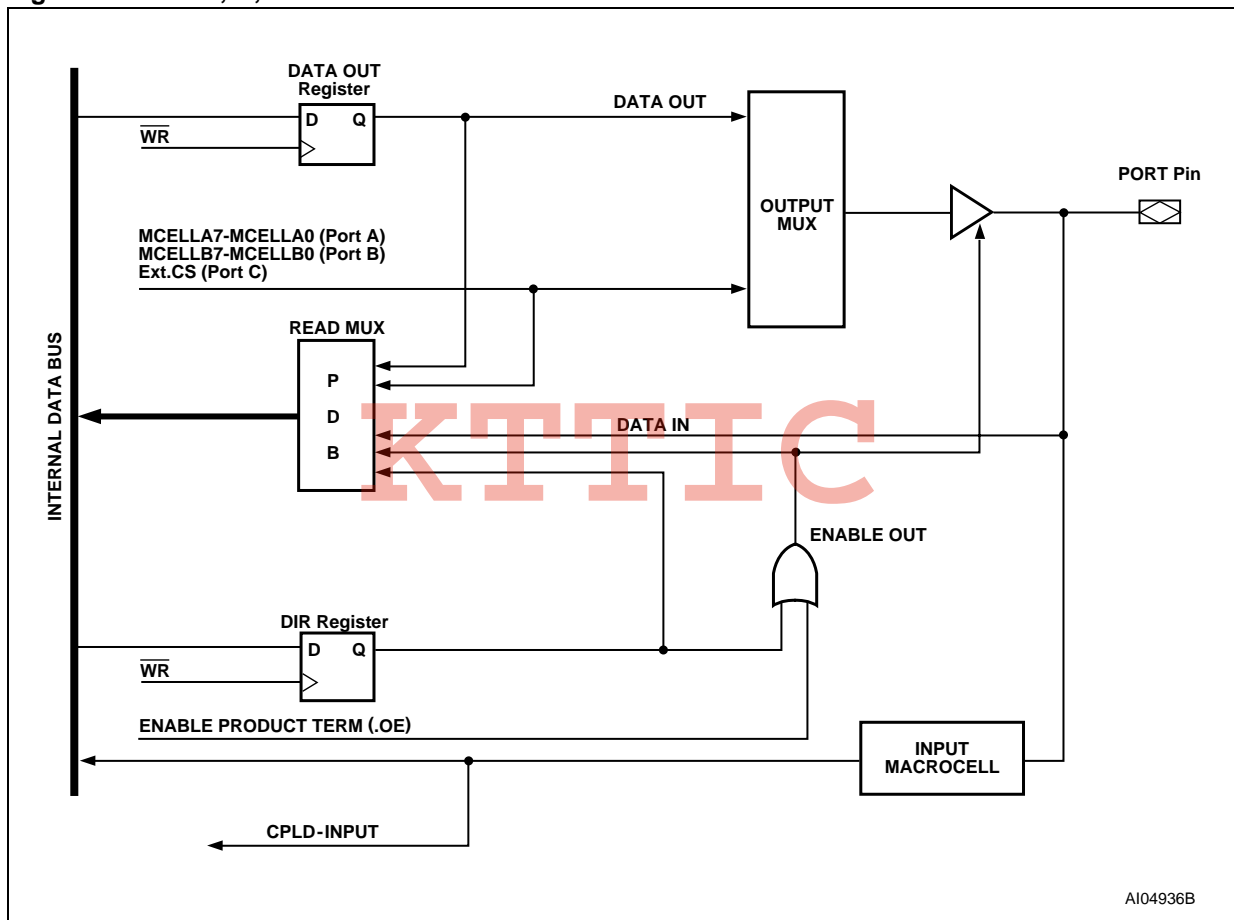 DATA OUT
Register
D Q
WR
DATA OUT
OUTPUT
MUX
PORT Pin
MCELLA7-MCELLA0 (Port A)
MCELLB7-MCELLB0 (Port B)
Ext.CS (Port C)
READ MUX
P
D
B
INTERNAL DATA BUS
DATA IN
KTTIC
ENABLE OUT
DIR Register
D Q
WR
ENABLE PRODUCT TERM (.OE)
INPUT
MACROCELL
CPLD-INPUT
AI04936B